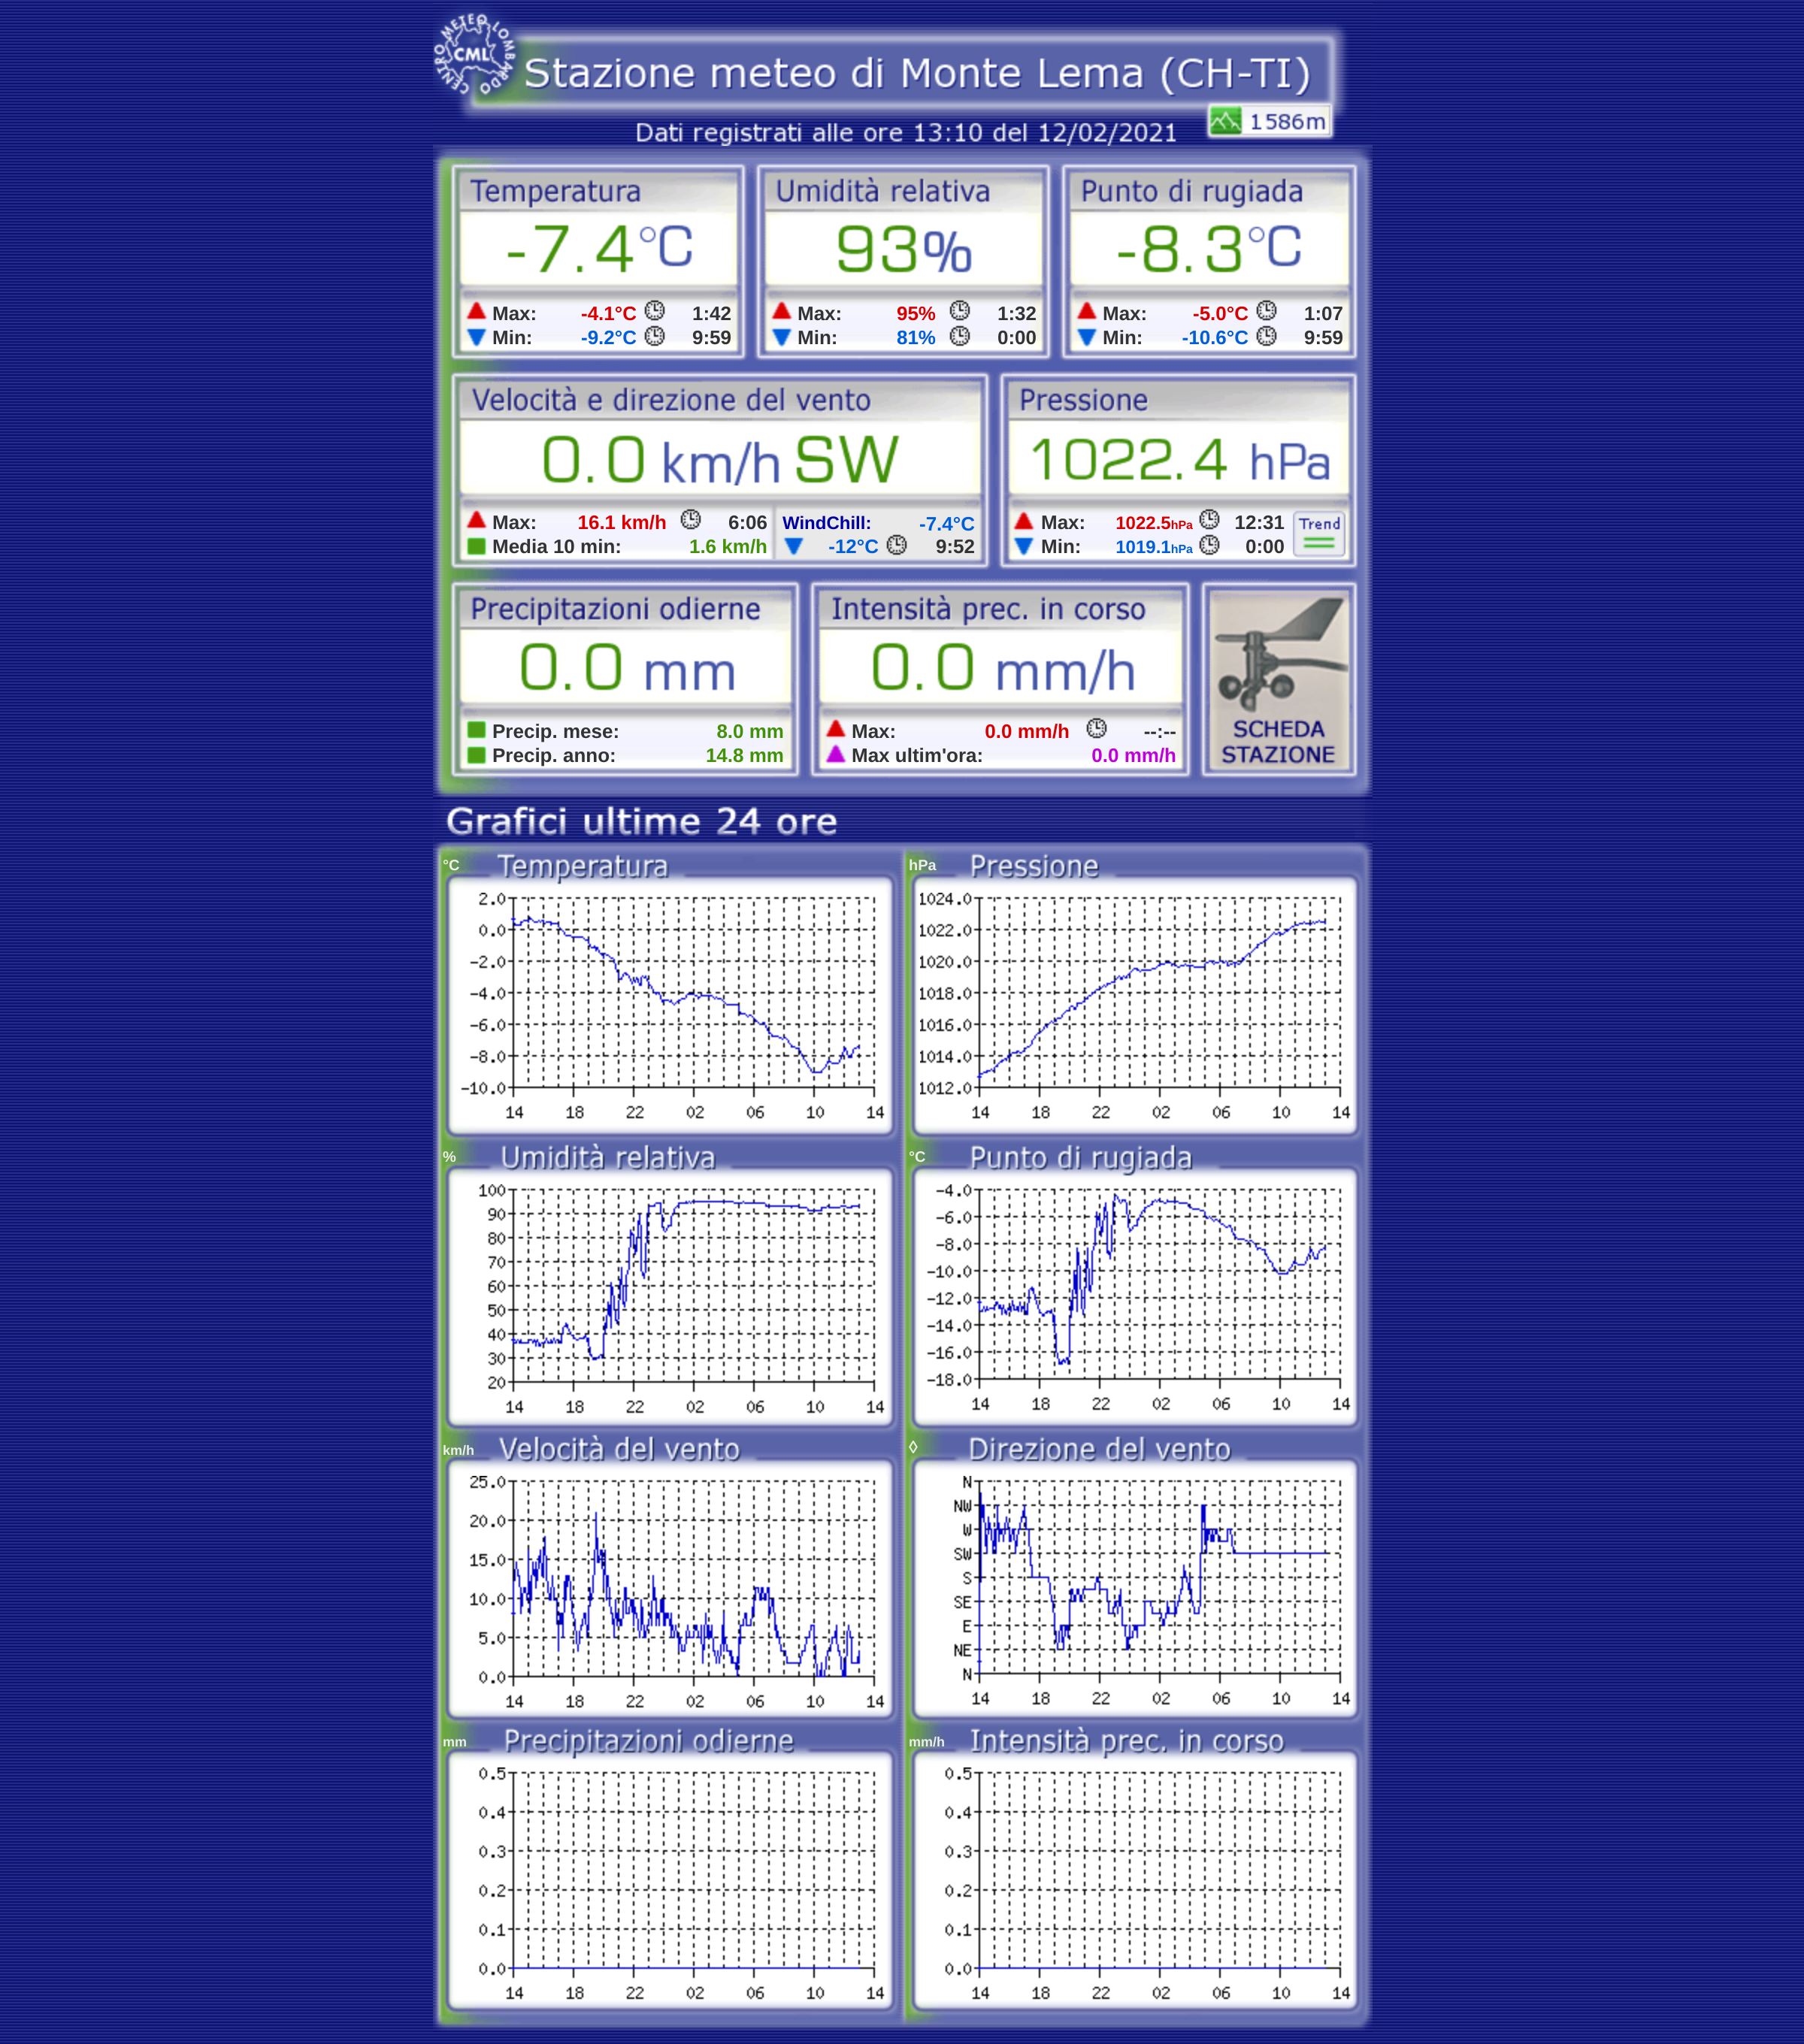 CENTRO METEO LOMBARDO
CML
Stazione meteo di Monte Lema (CH-TI)
1586m
Dati registrati alle ore 13:10 del 12/02/2021
Temperatura
-7.4°C
Max: -4.1°C 1:42
Min: -9.2°C 9:59
Umidità relativa
93%
Max: 95% 1:32
Min: 81% 0:00
Punto di rugiada
-8.3°C
Max: -5.0°C 1:07
Min: -10.6°C 9:59
Velocità e direzione del vento
0.0 km/h SW
Max: 16.1 km/h 6:06
Media 10 min: 1.6 km/h
WindChill: -7.4°C
-12°C 9:52
Pressione
1022.4 hPa
Max: 1022.5hPa 12:31
Min: 1019.1hPa 0:00
Trend
Precipitazioni odierne
0.0 mm
Precip. mese: 8.0 mm
Precip. anno: 14.8 mm
Intensità prec. in corso
0.0 mm/h
Max: 0.0 mm/h --:--
Max ultim'ora: 0.0 mm/h
SCHEDA
STAZIONE
Grafici ultime 24 ore
°C Temperatura
2.0
0.0
-2.0
-4.0
-6.0
-8.0
-10.0
14 18 22 02 06 10 14
hPa Pressione
1024.0
1022.0
1020.0
1018.0
1016.0
1014.0
1012.0
14 18 22 02 06 10 14
% Umidità relativa
100
90
80
70
60
50
40
30
20
14 18 22 02 06 10 14
°C Punto di rugiada
-4.0
-6.0
-8.0
-10.0
-12.0
-14.0
-16.0
-18.0
14 18 22 02 06 10 14
km/h Velocità del vento
25.0
20.0
15.0
10.0
5.0
0.0
14 18 22 02 06 10 14
◊ Direzione del vento
N
NW
W
SW
S
SE
E
NE
N
14 18 22 02 06 10 14
mm Precipitazioni odierne
0.5
0.4
0.3
0.2
0.1
0.0
14 18 22 02 06 10 14
mm/h Intensità prec. in corso
0.5
0.4
0.3
0.2
0.1
0.0
14 18 22 02 06 10 14